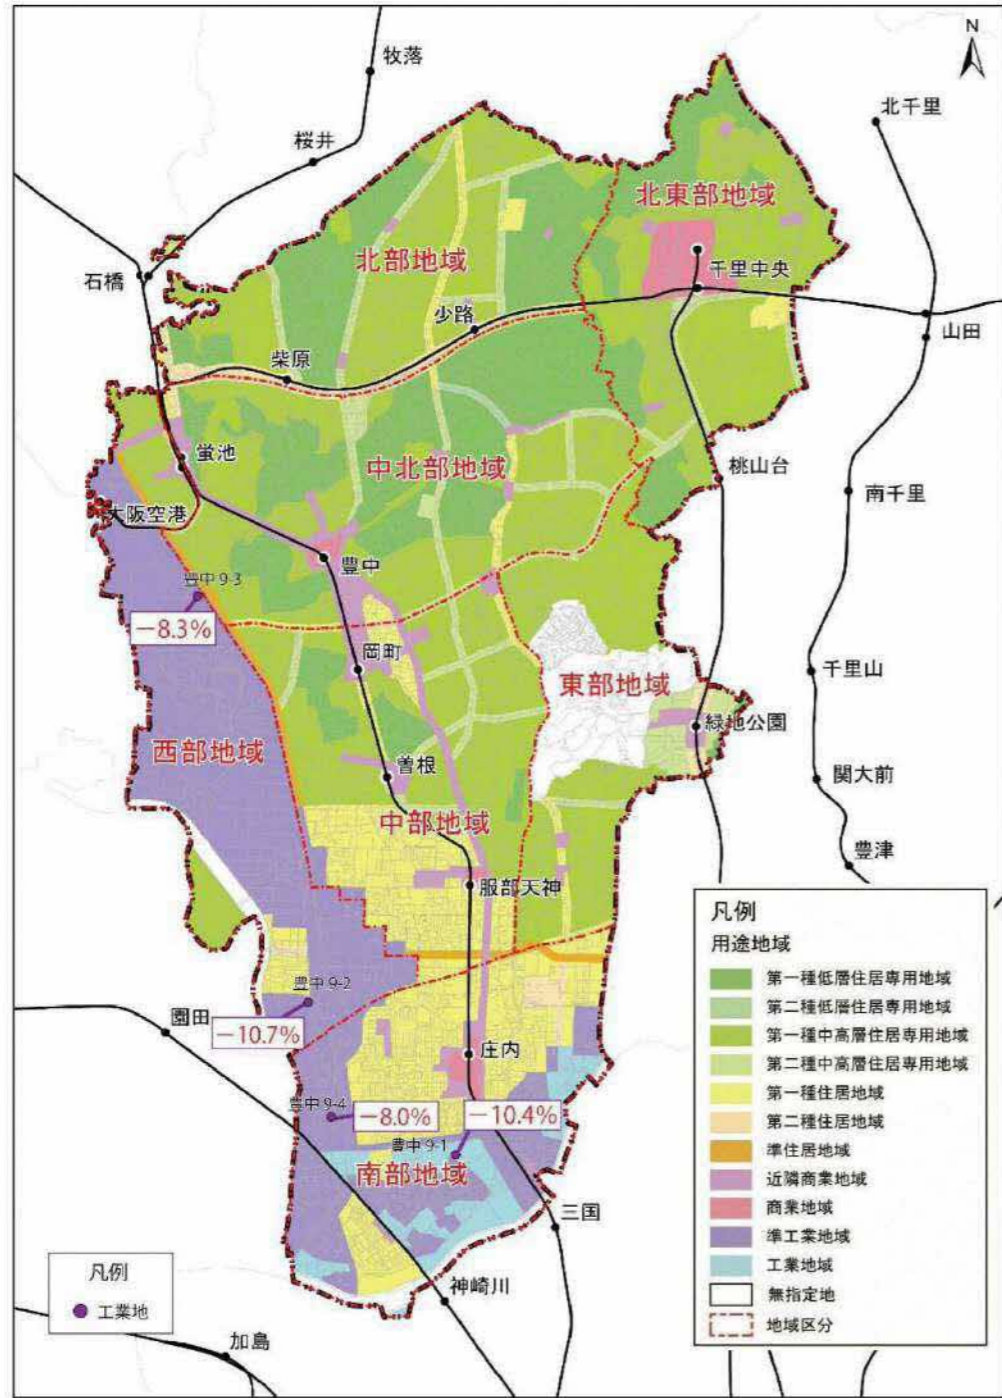 N
牧落
北千里
桜井
北東部地域
石橋
北部地域
千里中央
少路
山田
柴原
蛍池
中北部地域
桃山台
南千里
大阪空港
豊中
豊中 9-3
−8.3%
岡町
千里山
東部地域
緑地公園
西部地域
曽根
関大前
中部地域
豊津
服部天神
豊中 9-2
園田
−10.7%
庄内
豊中 9-4
−8.0%
−10.4%
豊中 9-1
南部地域
三国
神崎川
加島
凡例
工業地
凡例
用途地域
第一種低層住居専用地域
第二種低層住居専用地域
第一種中高層住居専用地域
第二種中高層住居専用地域
第一種住居地域
第二種住居地域
準住居地域
近隣商業地域
商業地域
準工業地域
工業地域
無指定地
地域区分